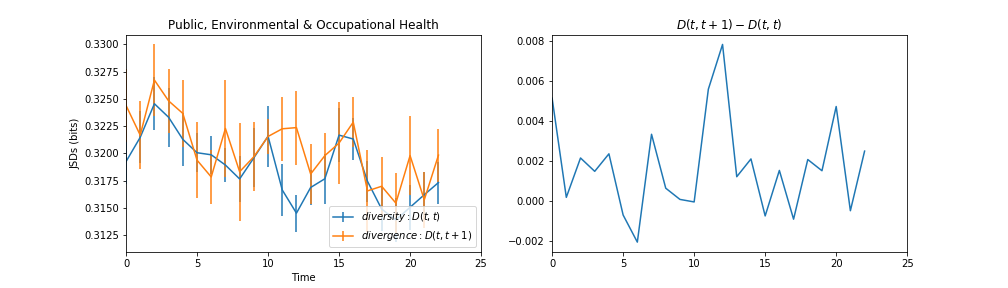 Public, Environmental & Occupational Health
0.3300
0.3275
0.3250
0.3225
0.3200
0.3175
0.3150
0.3125
JSDs (bits)
0 5 10 15 20 25
Time
diversity: D(t, t)
divergence: D(t, t+1)
D(t, t+1) − D(t, t)
0.008
0.006
0.004
0.002
0.000
−0.002
0 5 10 15 20 25